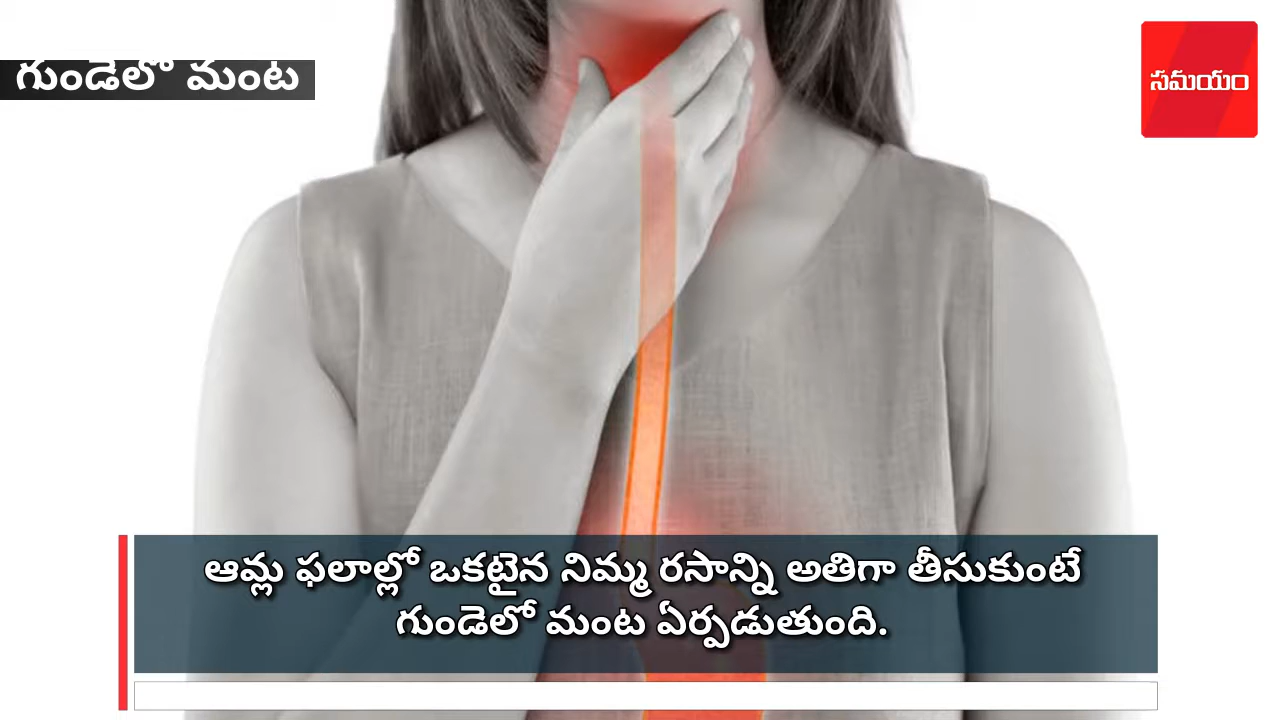 గుండెలో మంట
సమయం
ఆమ్ల ఫలాల్లో ఒకటైన నిమ్మ రసాన్ని అతిగా తీసుకుంటే
గుండెలో మంట ఏర్పడుతుంది.